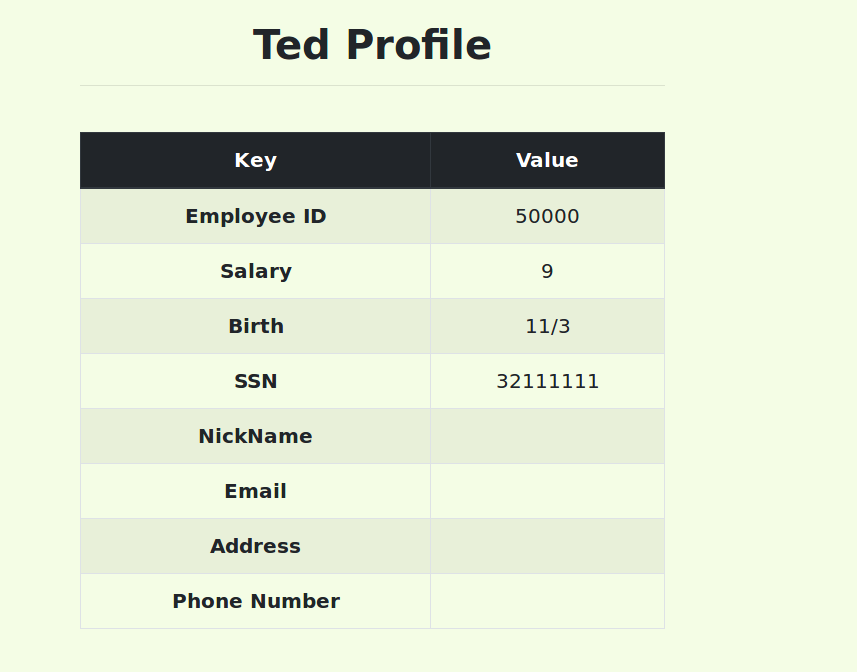 Ted Profile
Key Value
Employee ID 50000
Salary 9
Birth 11/3
SSN 32111111
NickName
Email
Address
Phone Number